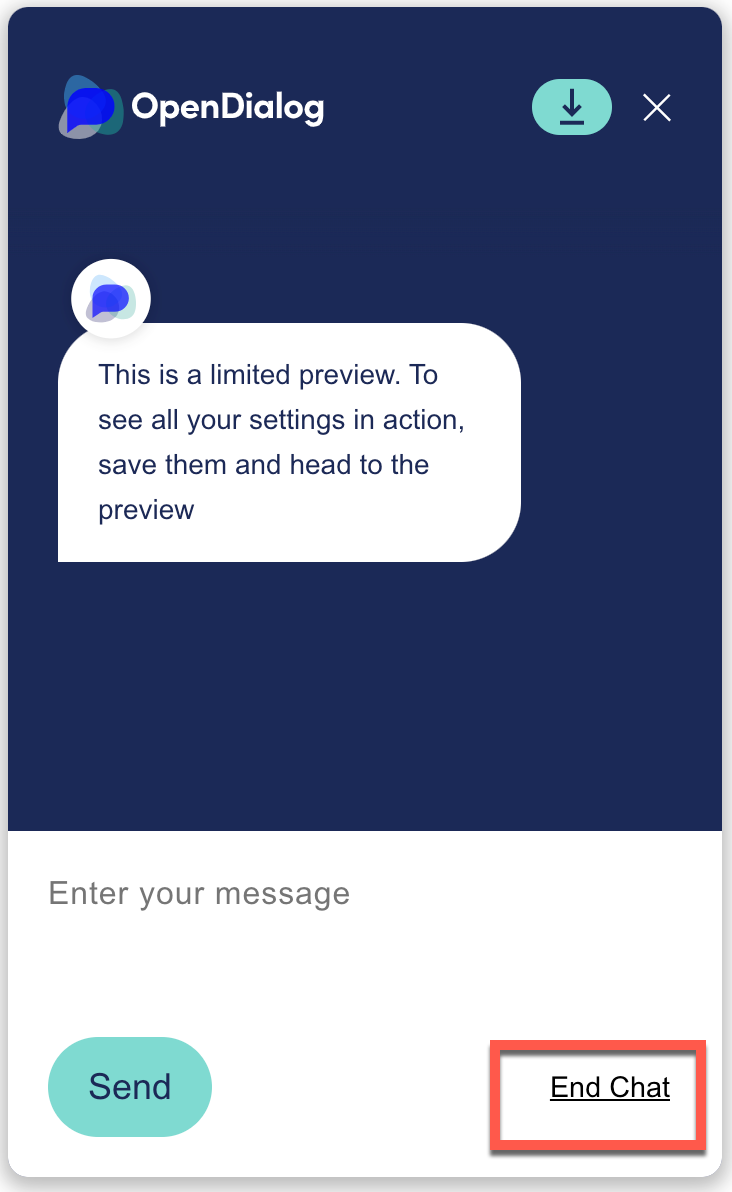 OpenDialog
This is a limited preview. To
see all your settings in action,
save them and head to the
preview
Enter your message
Send
End Chat